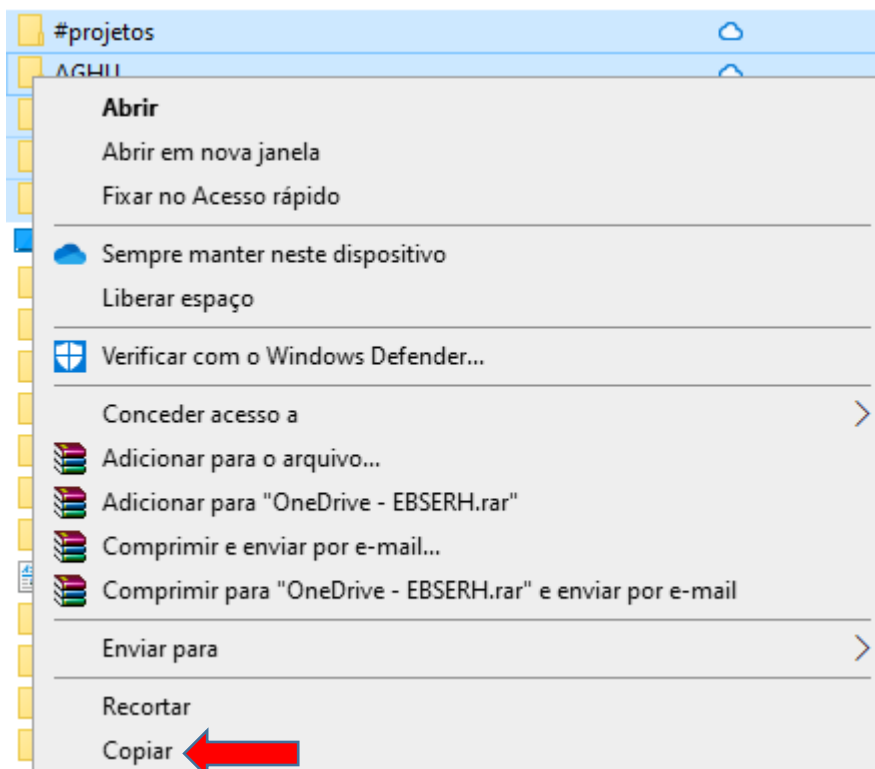 #projetos
AGHU
Abrir
Abrir em nova janela
Fixar no Acesso rápido
Sempre manter neste dispositivo
Liberar espaço
Verificar com o Windows Defender...
Conceder acesso a
Adicionar para o arquivo...
Adicionar para "OneDrive - EBSERH.rar"
Comprimir e enviar por e-mail...
Comprimir para "OneDrive - EBSERH.rar" e enviar por e-mail
Enviar para
Recortar
Copiar